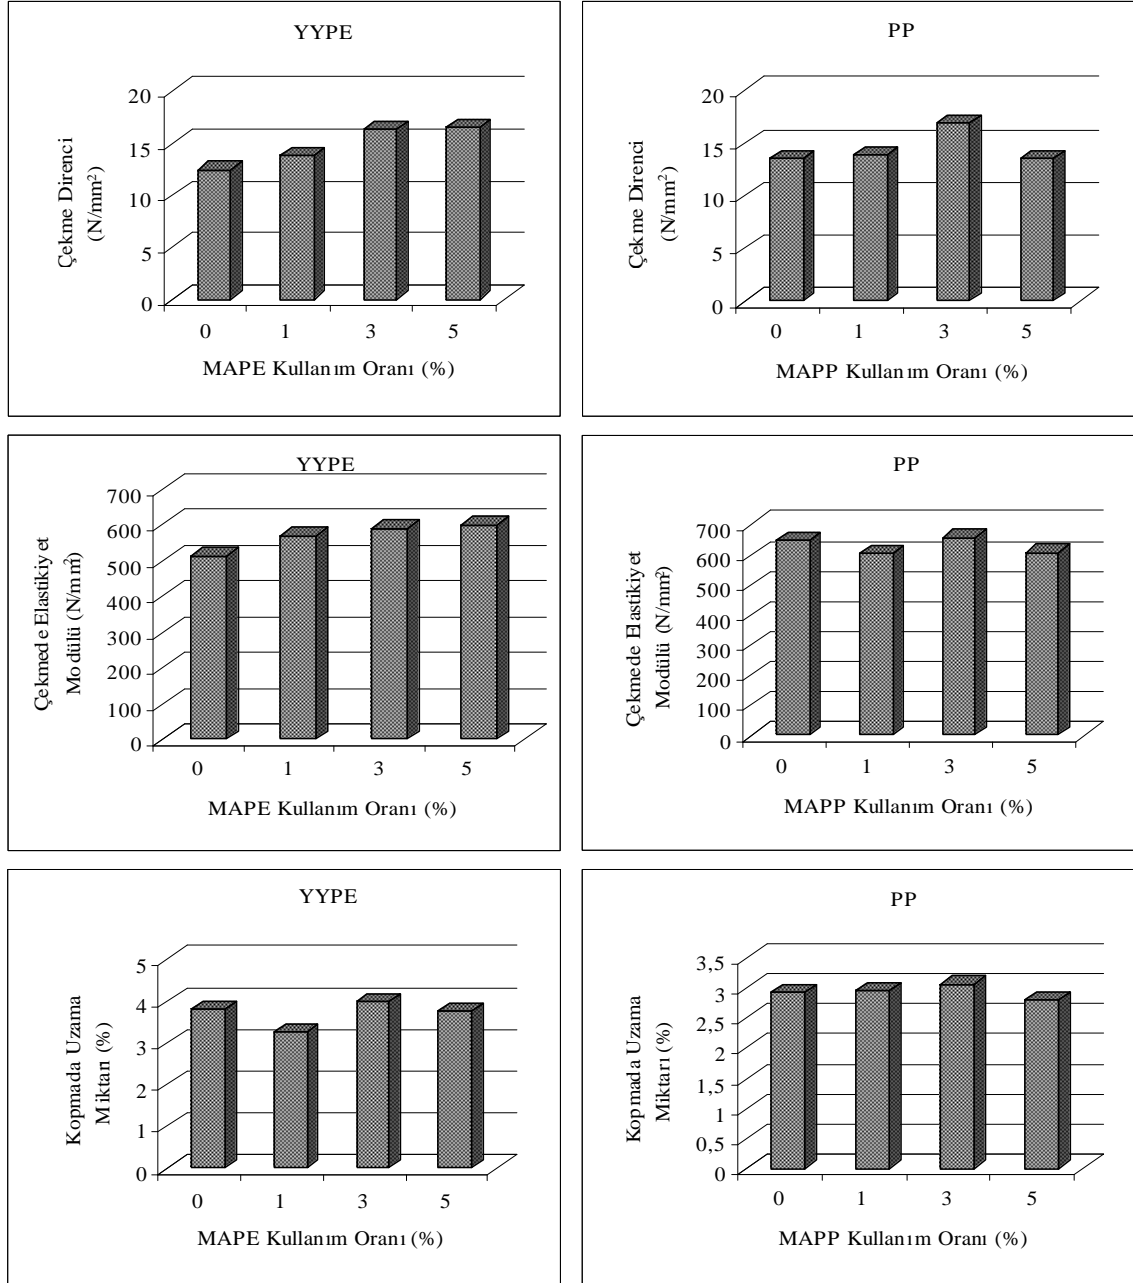 YYPE
Çekme Direnci
(N/mm²)
20
15
10
5
0
0 1 3 5
MAPE Kullanım Oranı (%)
PP
Çekme Direnci
(N/mm²)
20
15
10
5
0
0 1 3 5
MAPP Kullanım Oranı (%)
YYPE
Çekmede Elastikiyet
Modülü (N/mm²)
700
600
500
400
300
200
100
0
0 1 3 5
MAPE Kullanım Oranı (%)
PP
Çekmede Elastikiyet
Modülü (N/mm²)
700
600
500
400
300
200
100
0
0 1 3 5
MAPP Kullanım Oranı (%)
YYPE
Kopmada Uzama
Miktarı (%)
5
4
3
2
1
0
0 1 3 5
MAPE Kullanım Oranı (%)
PP
Kopmada Uzama
Miktarı (%)
3,5
3
2,5
2
1,5
1
0,5
0
0 1 3 5
MAPP Kullanım Oranı (%)